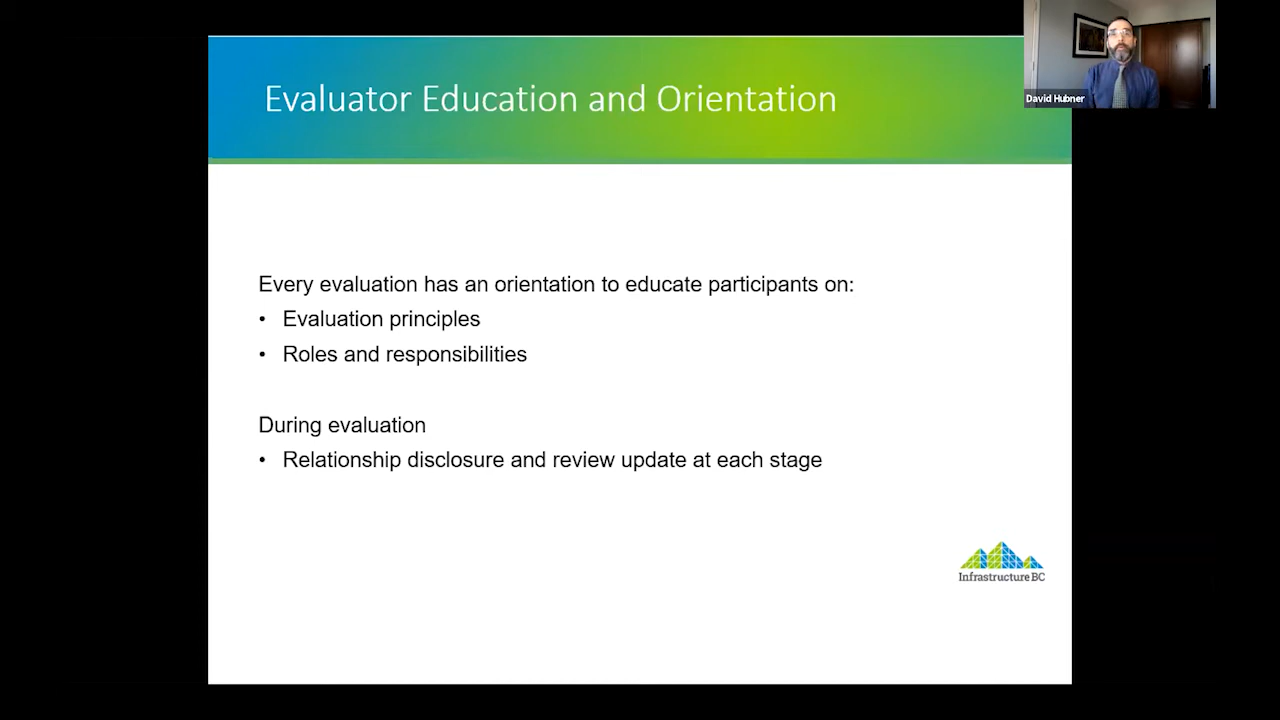 Evaluator Education and Orientation
David Hubner
Every evaluation has an orientation to educate participants on:
• Evaluation principles
• Roles and responsibilities
During evaluation
• Relationship disclosure and review update at each stage
Infrastructure BC